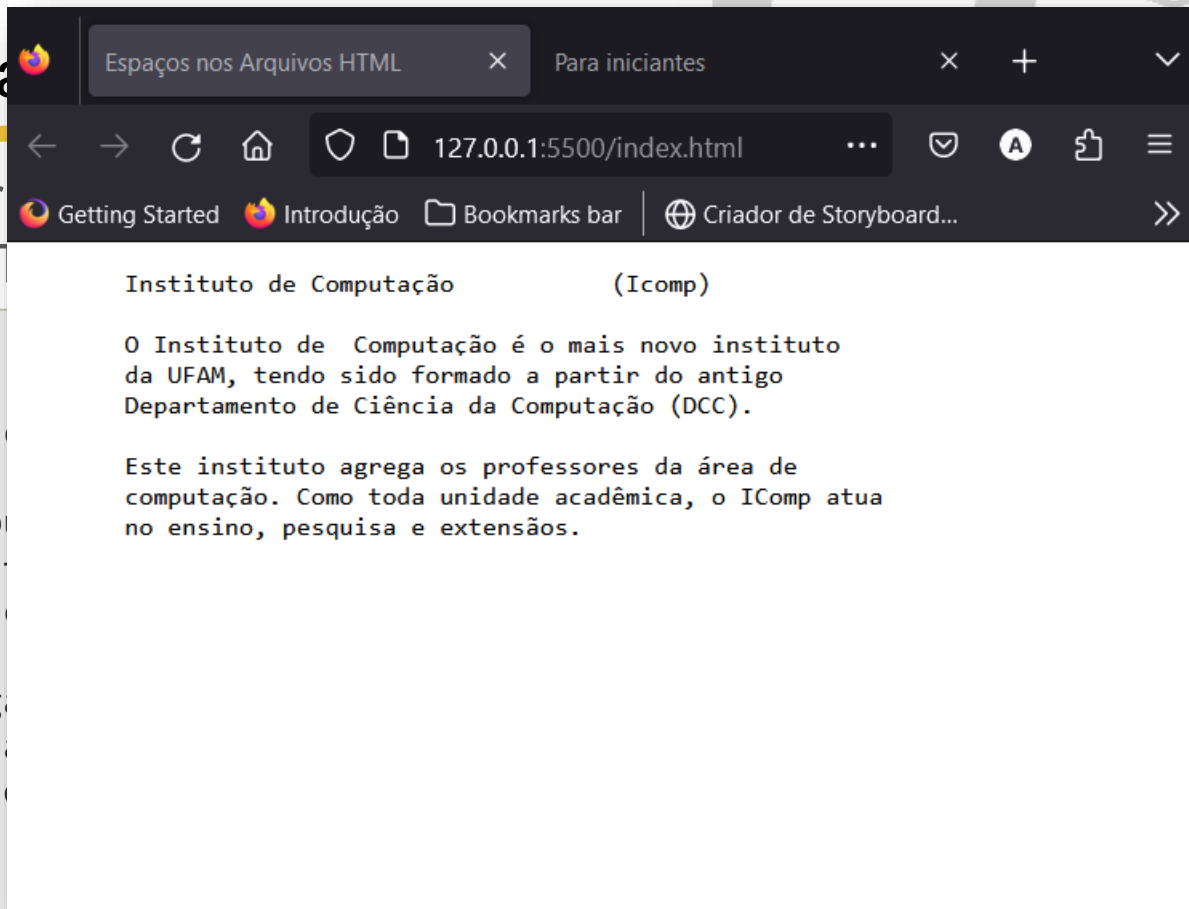 Espaços nos Arquivos HTML
Para iniciantes
127.0.0.1:5500/index.html
A
Getting Started Introdução Bookmarks bar Criador de Storyboard...
Instituto de Computação           (Icomp)
O Instituto de  Computação é o mais novo instituto
da UFAM, tendo sido formado a partir do antigo
Departamento de Ciência da Computação (DCC).
Este instituto agrega os professores da área de
computação. Como toda unidade acadêmica, o IComp atua
no ensino, pesquisa e extensãos.